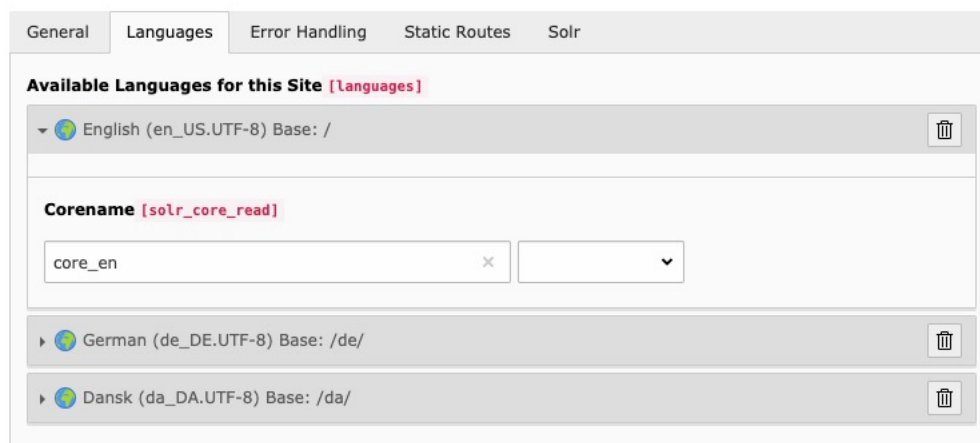 General Languages Error Handling Static Routes Solr
Available Languages for this Site [languages]
English (en_US.UTF-8) Base: /
Corename [solr_core_read]
core_en
German (de_DE.UTF-8) Base: /de/
Dansk (da_DA.UTF-8) Base: /da/